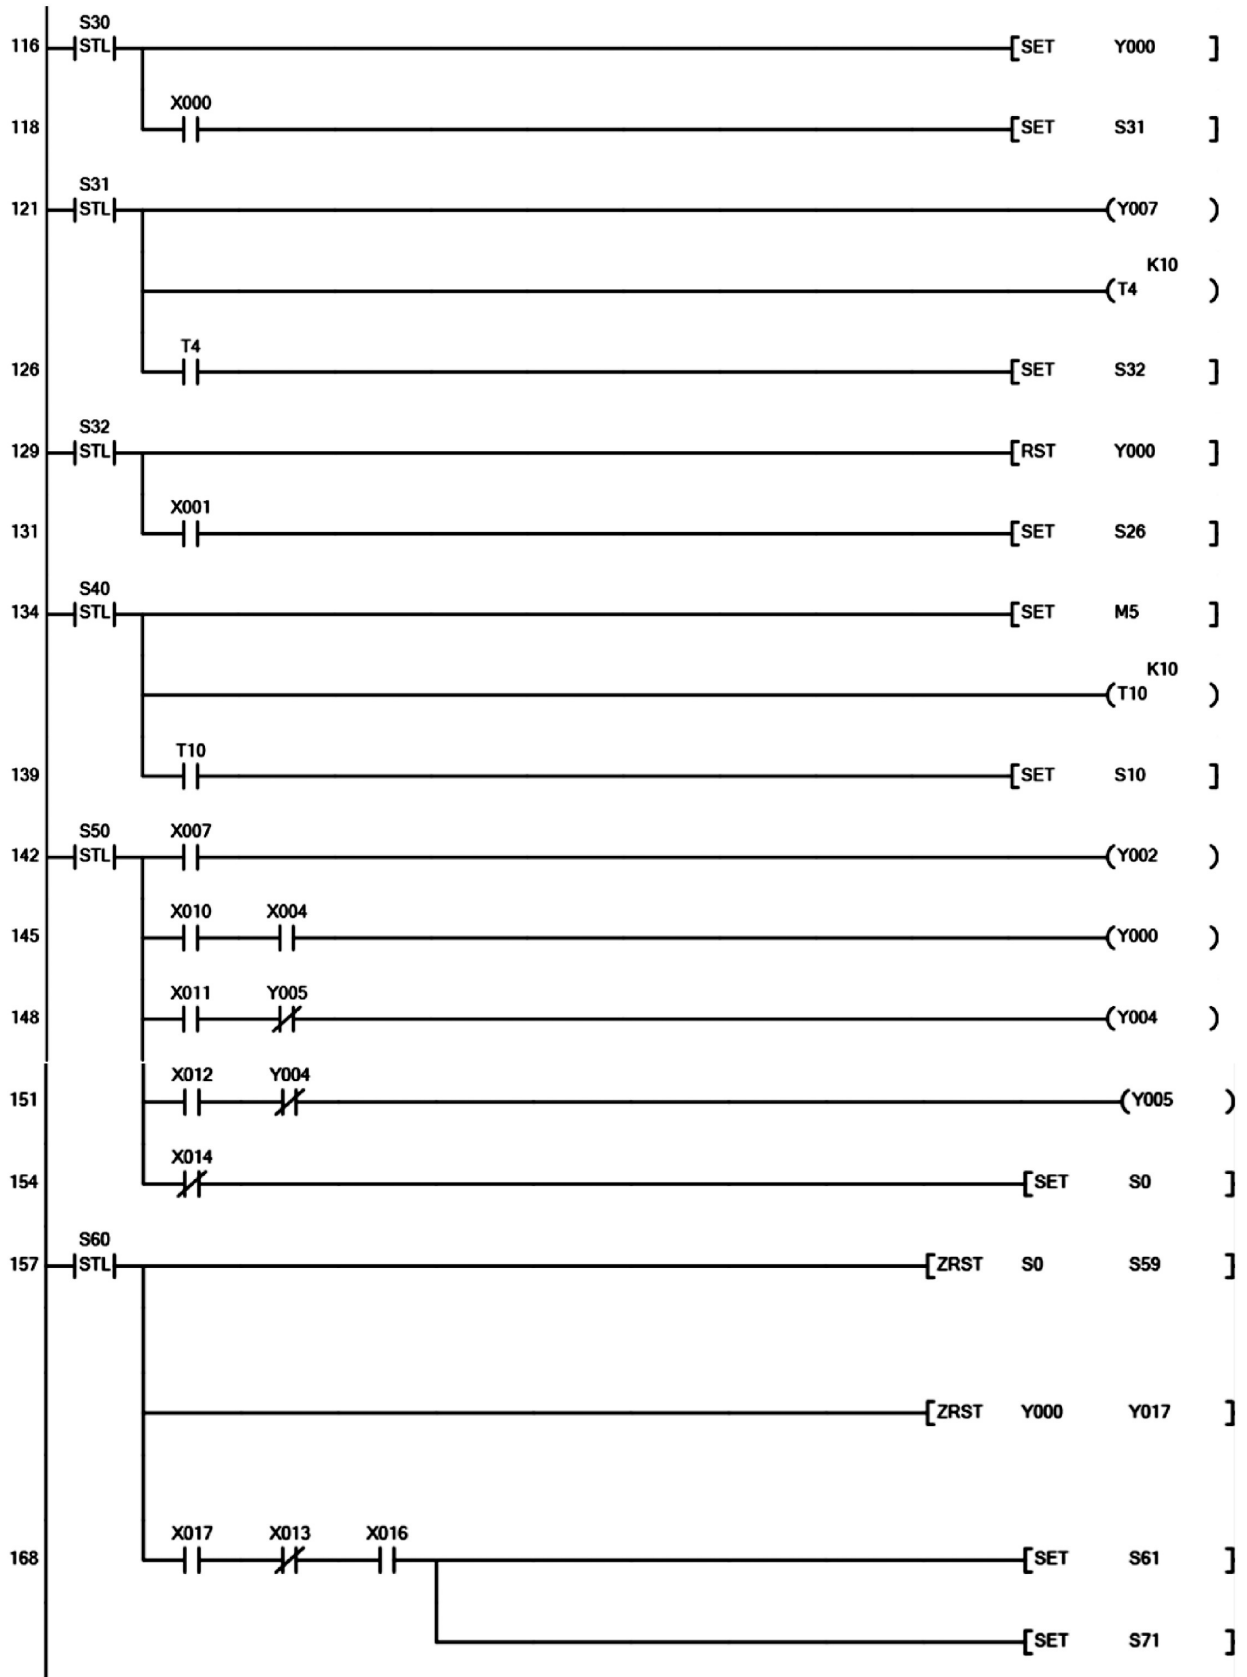 S30
116 STL [SET Y000 ]
X000
118 [SET S31 ]
S31
121 STL (Y007 )
K10
(T4 )
T4
126 [SET S32 ]
S32
129 STL [RST Y000 ]
X001
131 [SET S26 ]
S40
134 STL [SET M5 ]
K10
(T10 )
T10
139 [SET S10 ]
S50 X007
142 STL (Y002 )
X010 X004
145 (Y000 )
X011 Y005
148 (Y004 )
X012 Y004
151 (Y005 )
X014
154 [SET S0 ]
S60
157 STL [ZRST S0 S59 ]
[ZRST Y000 Y017 ]
X017 X013 X016
168 [SET S61 ]
[SET S71 ]